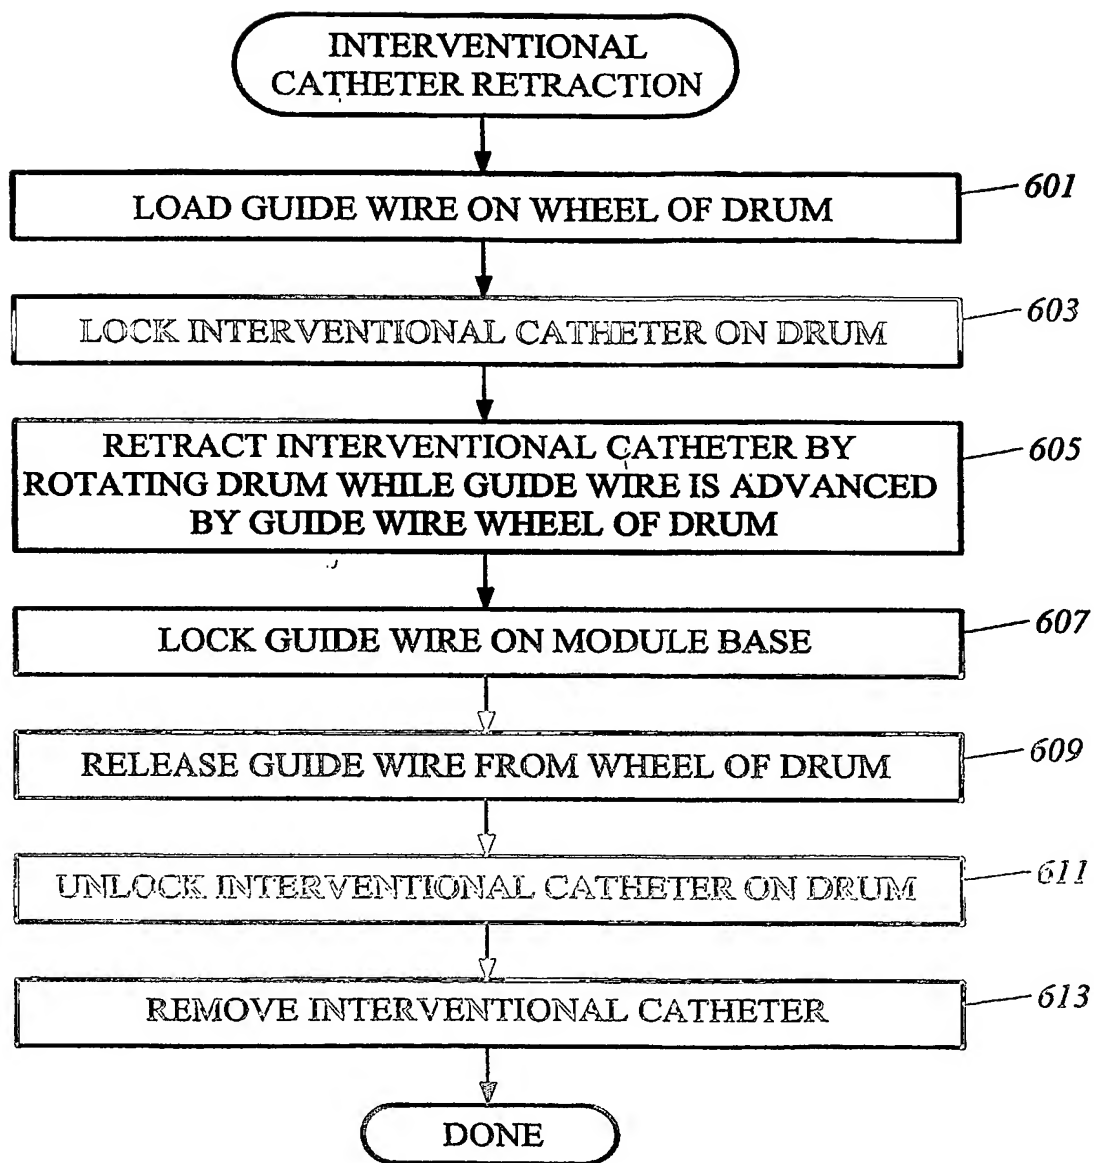 INTERVENTIONAL
CATHETER RETRACTION
LOAD GUIDE WIRE ON WHEEL OF DRUM
601
LOCK INTERVENTIONAL CATHETER ON DRUM
603
RETRACT INTERVENTIONAL CATHETER BY
ROTATING DRUM WHILE GUIDE WIRE IS ADVANCED
BY GUIDE WIRE WHEEL OF DRUM
605
LOCK GUIDE WIRE ON MODULE BASE
607
RELEASE GUIDE WIRE FROM WHEEL OF DRUM
609
UNLOCK INTERVENTIONAL CATHETER ON DRUM
611
REMOVE INTERVENTIONAL CATHETER
613
DONE